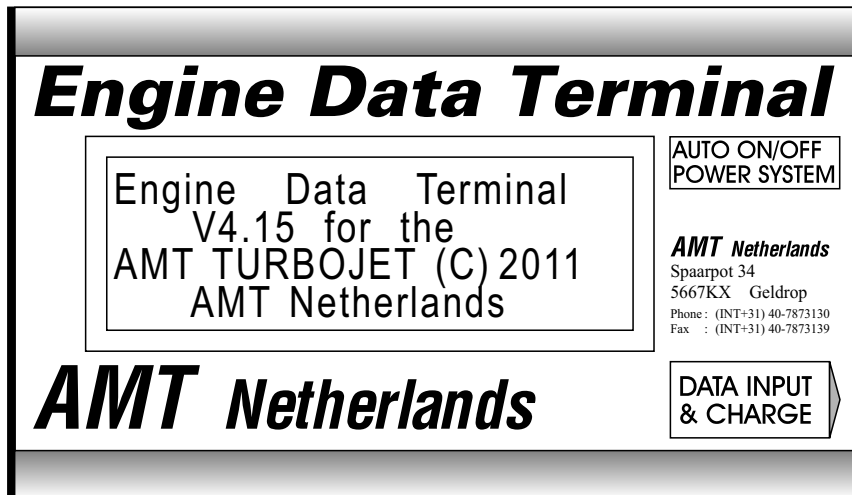 Engine Data Terminal
Engine Data Terminal
V4.15 for the
AMT TURBOJET (C) 2011
AMT Netherlands
AUTO ON/OFF
POWER SYSTEM
AMT Netherlands
Spaarpot 34
5667KX Geldrop
Phone : (INT+31) 40-7873130
Fax : (INT+31) 40-7873139
AMT Netherlands
DATA INPUT
& CHARGE